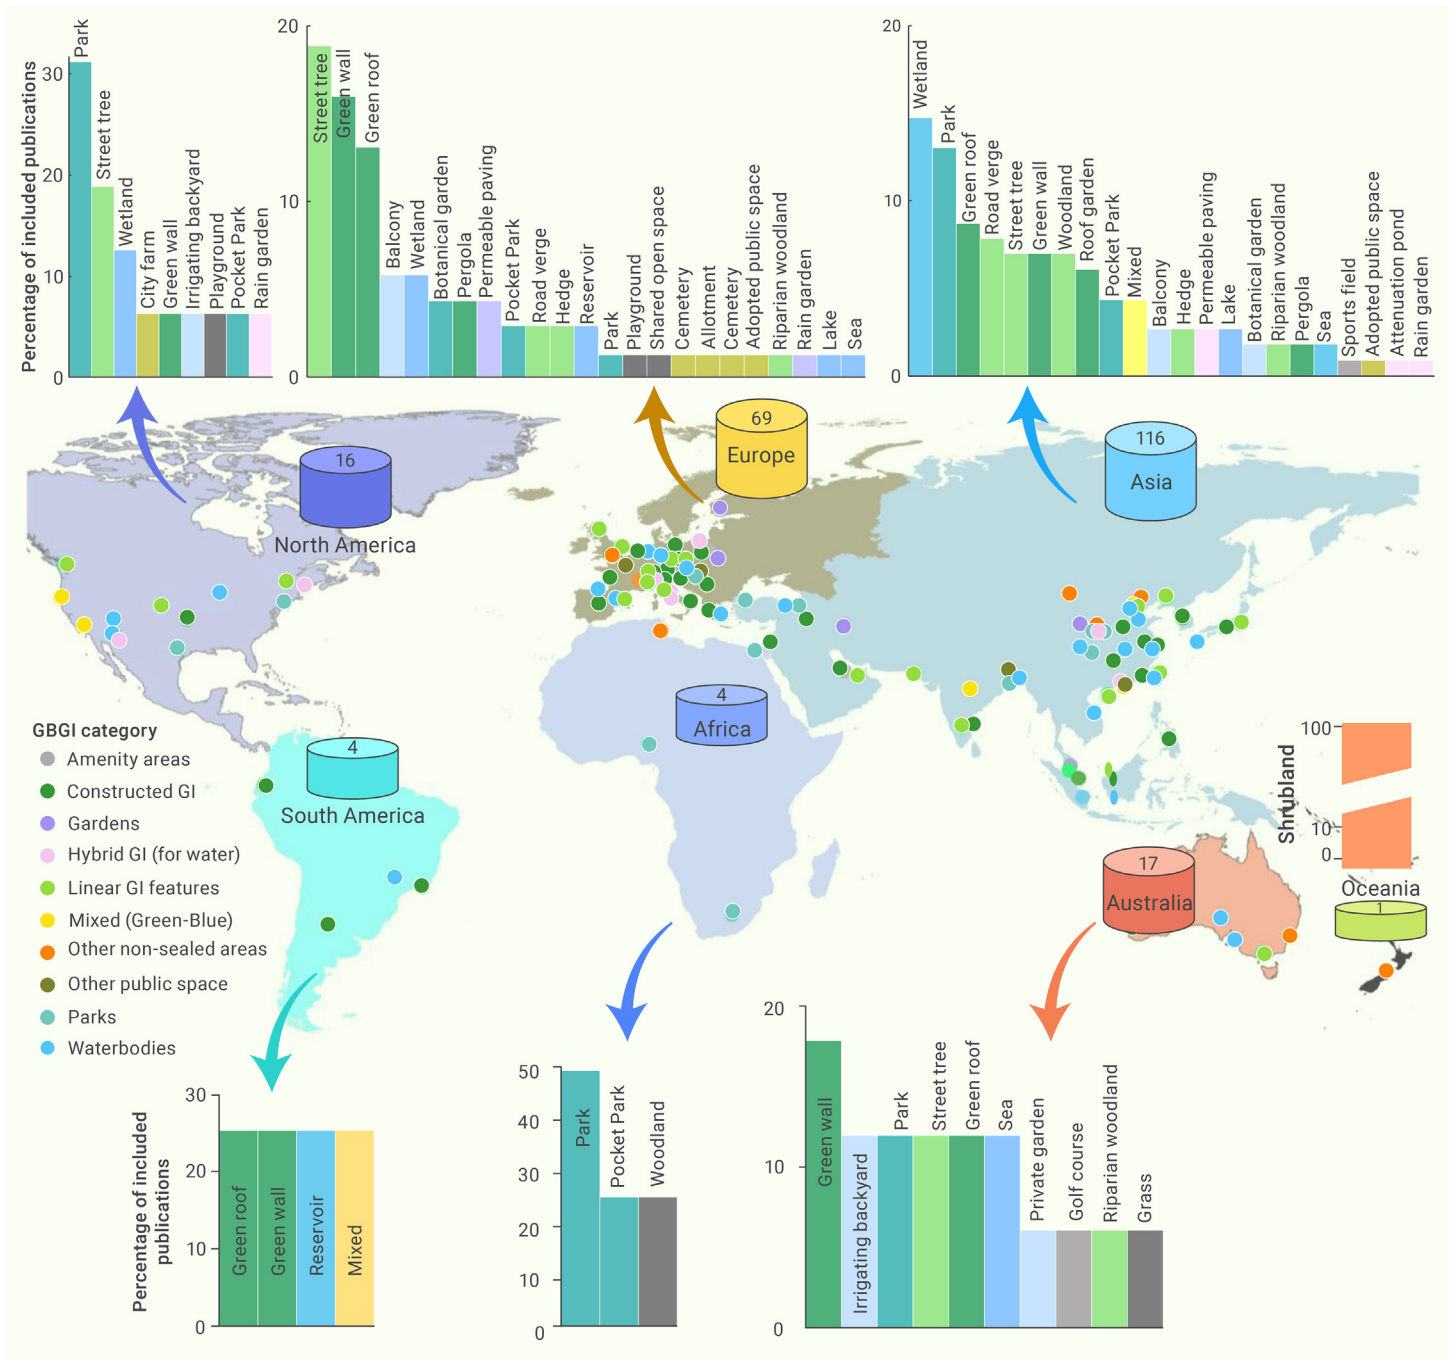 Percentage of included publications
30
20
10
0
Park
Street tree
Wetland
City farm
Green wall
Irrigating backyard
Playground
Pocket Park
Rain garden
20
10
0
Street tree
Green wall
Green roof
Balcony
Wetland
Botanical garden
Pergola
Permeable paving
Pocket Park
Road verge
Hedge
Reservoir
Park
Playground
Shared open space
Cemetery
Allotment
Cemetery
Adopted public space
Riparian woodland
Rain garden
Lake
Sea
20
10
0
Wetland
Park
Green roof
Road verge
Street tree
Green wall
Woodland
Roof garden
Pocket Park
Mixed
Balcony
Hedge
Permeable paving
Lake
Botanical garden
Riparian woodland
Pergola
Sea
Sports field
Adopted public space
Attenuation pond
Rain garden
16
North America
69
Europe
116
Asia
4
Africa
4
South America
17
Australia
Shrubland
100
10
0
Oceania
1
GBGI category
Amenity areas
Constructed GI
Gardens
Hybrid GI (for water)
Linear GI features
Mixed (Green-Blue)
Other non-sealed areas
Other public space
Parks
Waterbodies
Percentage of included
publications
30
20
10
0
Green roof
Green wall
Reservoir
Mixed
50
40
30
20
10
0
Park
Pocket Park
Woodland
20
10
0
Green wall
Irrigating backyard
Park
Street tree
Green roof
Sea
Private garden
Golf course
Riparian woodland
Grass